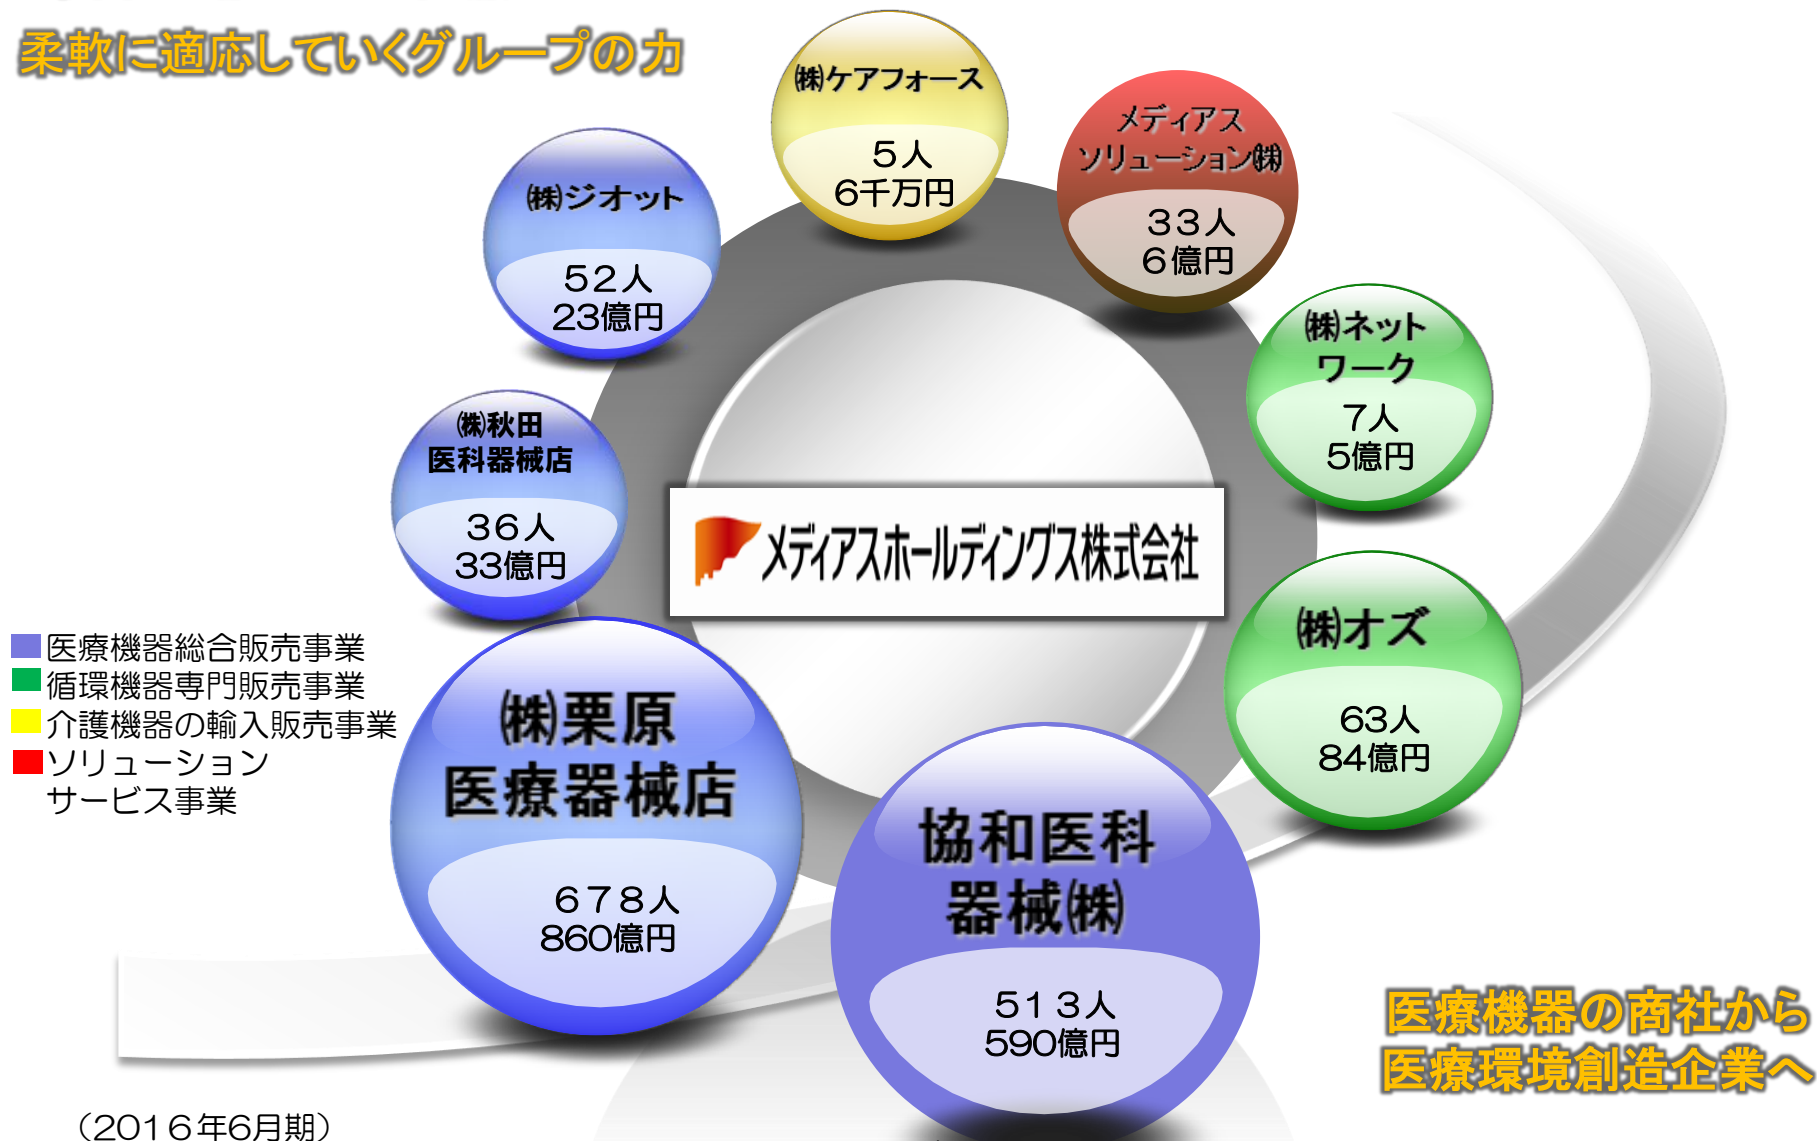 柔軟に適応していくグループの力
㈱ケアフォース
5人
6千万円
メディアス
ソリューション㈱
33人
6億円
㈱ジオット
52人
23億円
㈱ネット
ワーク
7人
5億円
㈱秋田
医科器械店
36人
33億円
メディアスホールディングス株式会社
㈱オズ
63人
84億円
医療機器総合販売事業
循環機器専門販売事業
介護機器の輸入販売事業
ソリューション
サービス事業
㈱栗原
医療器械店
678人
860億円
協和医科
器械㈱
513人
590億円
医療機器の商社から
医療環境創造企業へ
（2016年6月期）